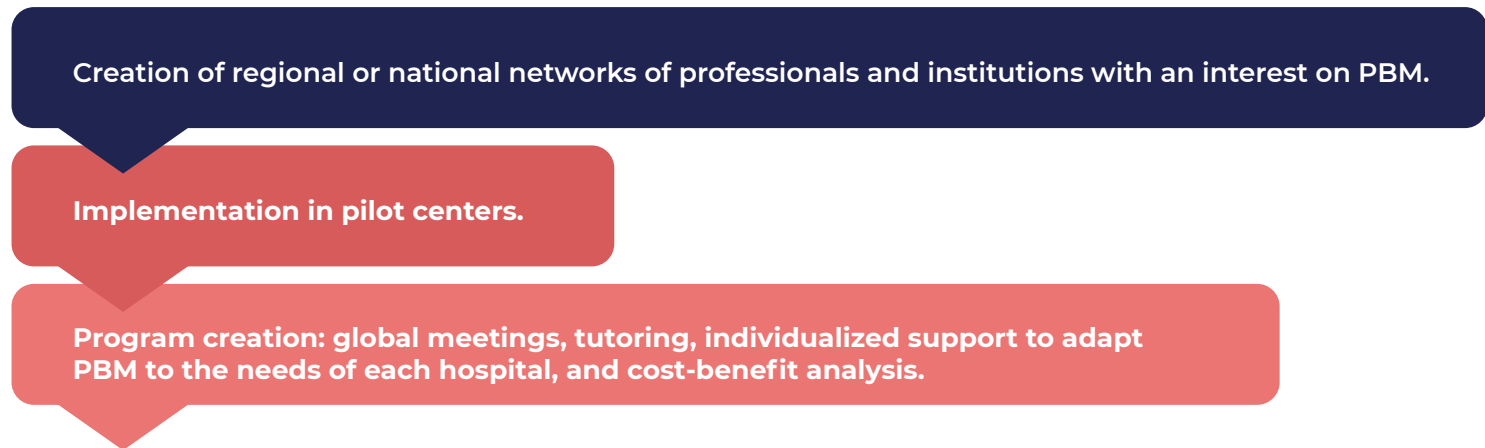 Creation of regional or national networks of professionals and institutions with an interest on PBM.
Implementation in pilot centers.
Program creation: global meetings, tutoring, individualized support to adapt
PBM to the needs of each hospital, and cost-benefit analysis.